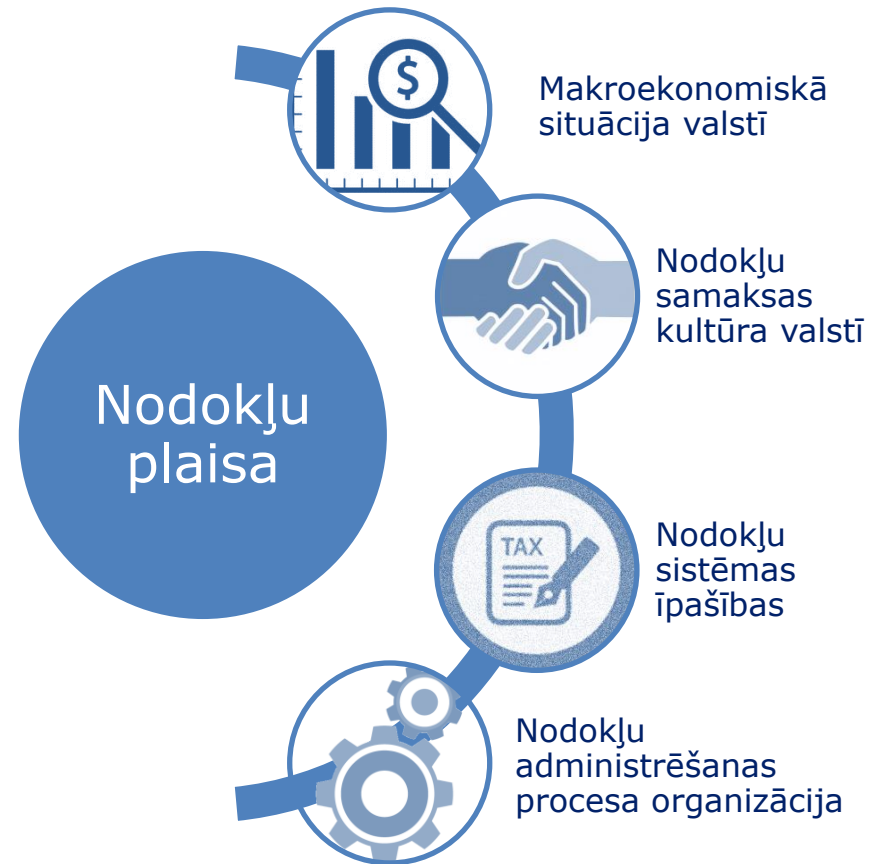 $
Makroekonomiskā
situācija valstī
Nodokļu
samaksas
kultūra valstī
Nodokļu
plaisa
TAX
Nodokļu
sistēmas
īpašības
Nodokļu
administrēšanas
procesa organizācija